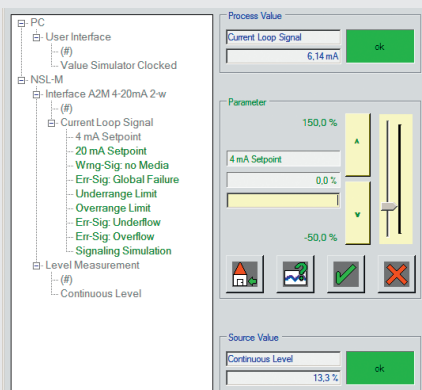 PC
User Interface
(#)
Value Simulator Clocked
NSL-M
Interface A2M 4-20mA 2-w
(#)
Current Loop Signal
4 mA Setpoint
20 mA Setpoint
Wrng-Sig: no Media
Err-Sig: Global Failure
Underrange Limit
Overrange Limit
Err-Sig: Underflow
Err-Sig: Overflow
Signaling Simulation
Level Measurement
(#)
Continuous Level
Process Value
Current Loop Signal
ok
6,14 mA
Parameter
150,0 %
^
4 mA Setpoint
0,0 %
v
-50,0 %
Source Value
Continuous Level
ok
13,3 %